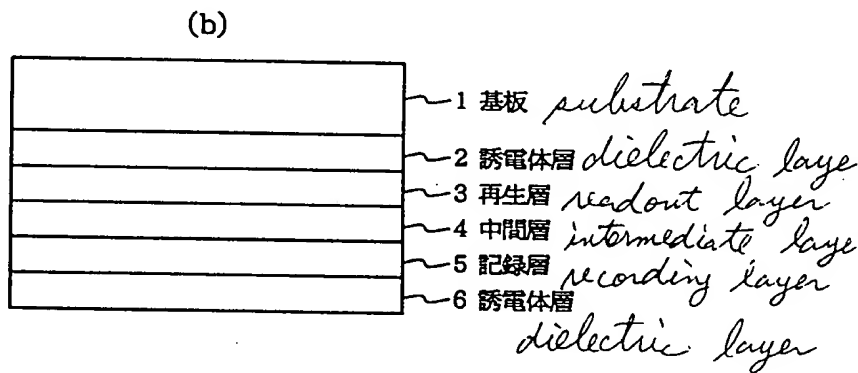 (b)
1 基板 substrate
2 誘電体層 dielectric laye
3 再生層 readout layer
4 中間層 intermediate laye
5 記録層 recording layer
6 誘電体層
dielectric layer